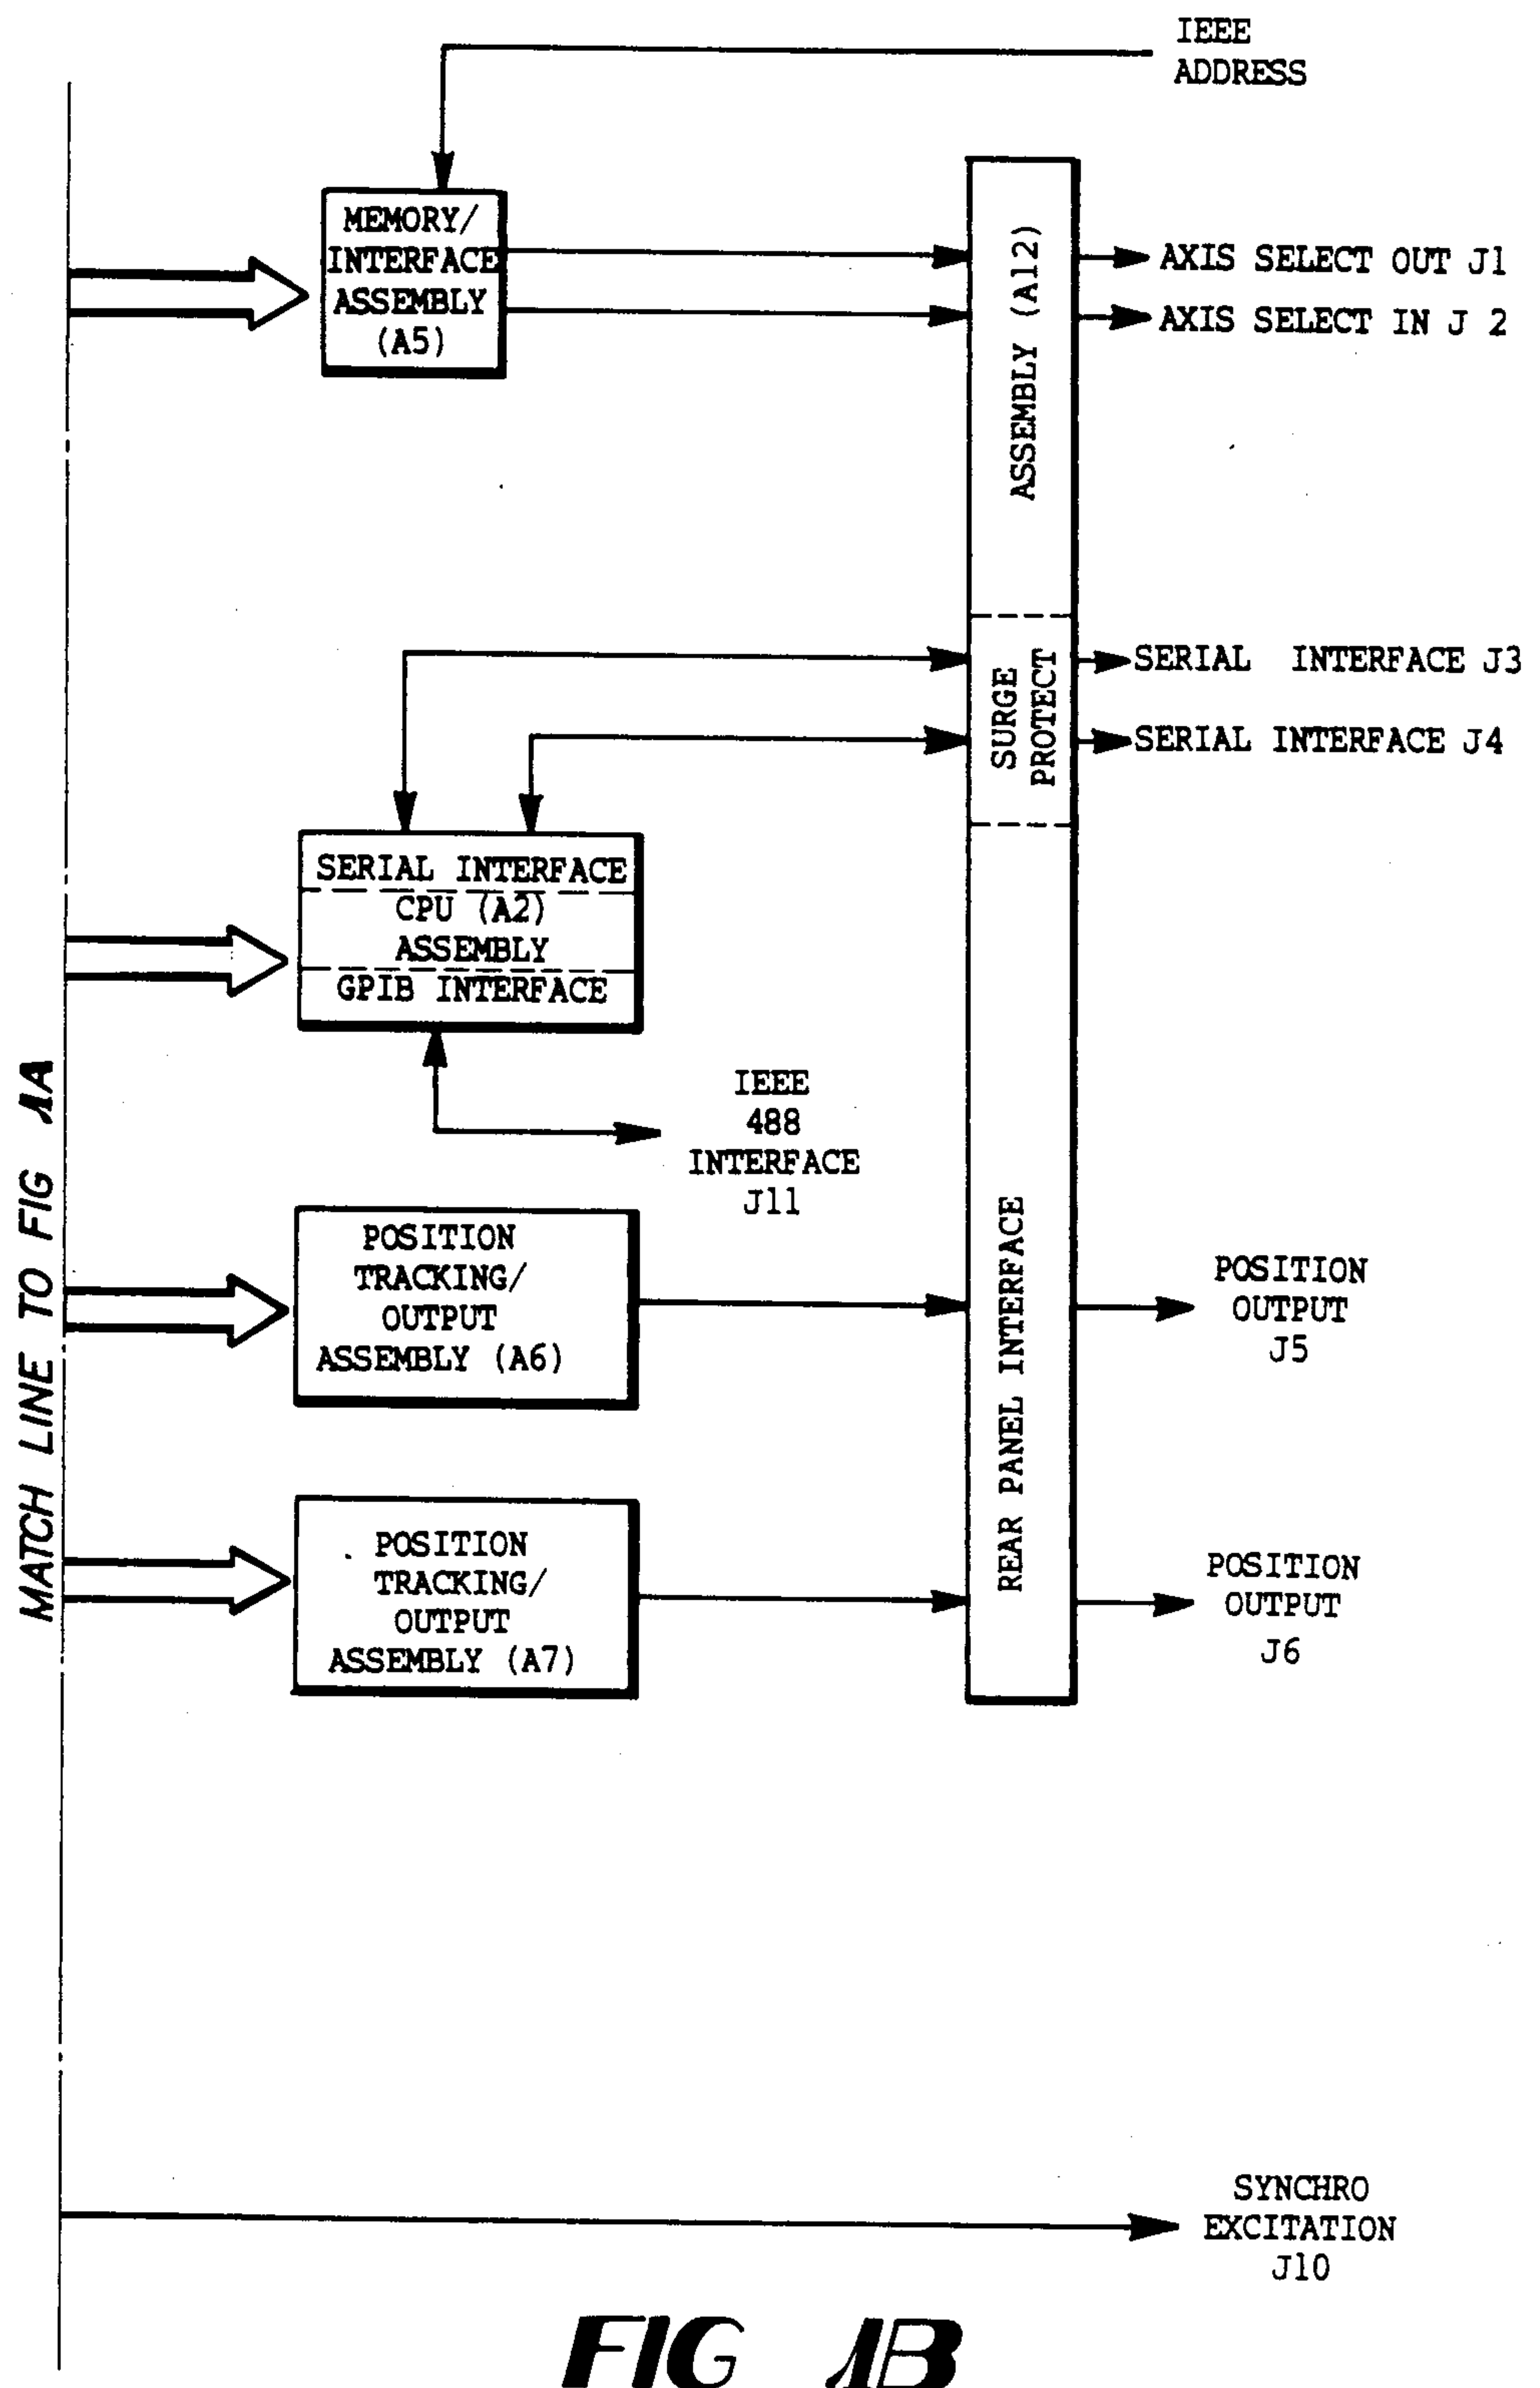 IEEE
ADDRESS
MEMORY/
INTERFACE
ASSEMBLY
(A5)
AXIS SELECT OUT J1
AXIS SELECT IN J 2
ASSEMBLY (A12)
SURGE
PROTECT
SERIAL INTERFACE J3
SERIAL INTERFACE J4
SERIAL INTERFACE
CPU (A2)
ASSEMBLY
GPIB INTERFACE
IEEE
488
INTERFACE
J11
MATCH LINE TO FIG 1A
POSITION
TRACKING/
OUTPUT
ASSEMBLY (A6)
REAR PANEL INTERFACE
POSITION
OUTPUT
J5
POSITION
TRACKING/
OUTPUT
ASSEMBLY (A7)
POSITION
OUTPUT
J6
SYNCHRO
EXCITATION
J10
FIG 1B